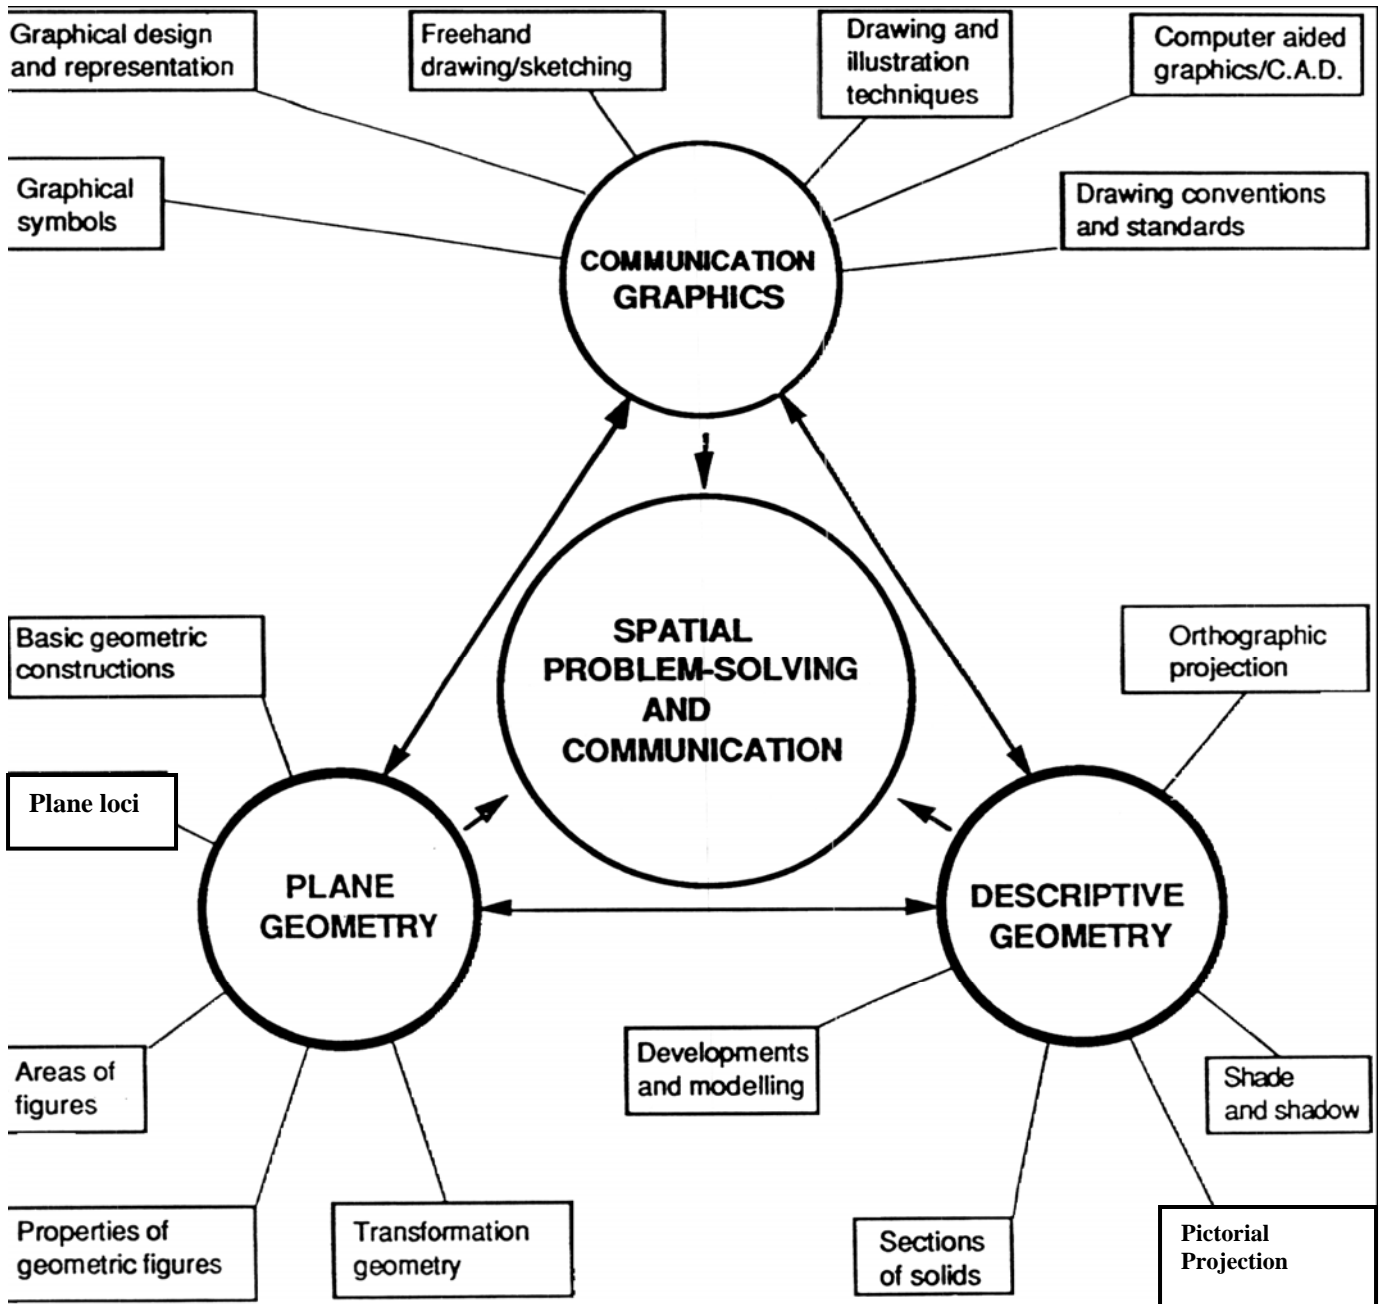 Graphical design
and representation
Freehand
drawing/sketching
Drawing and
illustration
techniques
Computer aided
graphics/C.A.D.
Graphical
symbols
Drawing conventions
and standards
COMMUNICATION
GRAPHICS
SPATIAL
PROBLEM-SOLVING
AND
COMMUNICATION
Basic geometric
constructions
Orthographic
projection
Plane loci
PLANE
GEOMETRY
DESCRIPTIVE
GEOMETRY
Areas of
figures
Developments
and modelling
Shade
and shadow
Properties of
geometric figures
Transformation
geometry
Sections
of solids
Pictorial
Projection